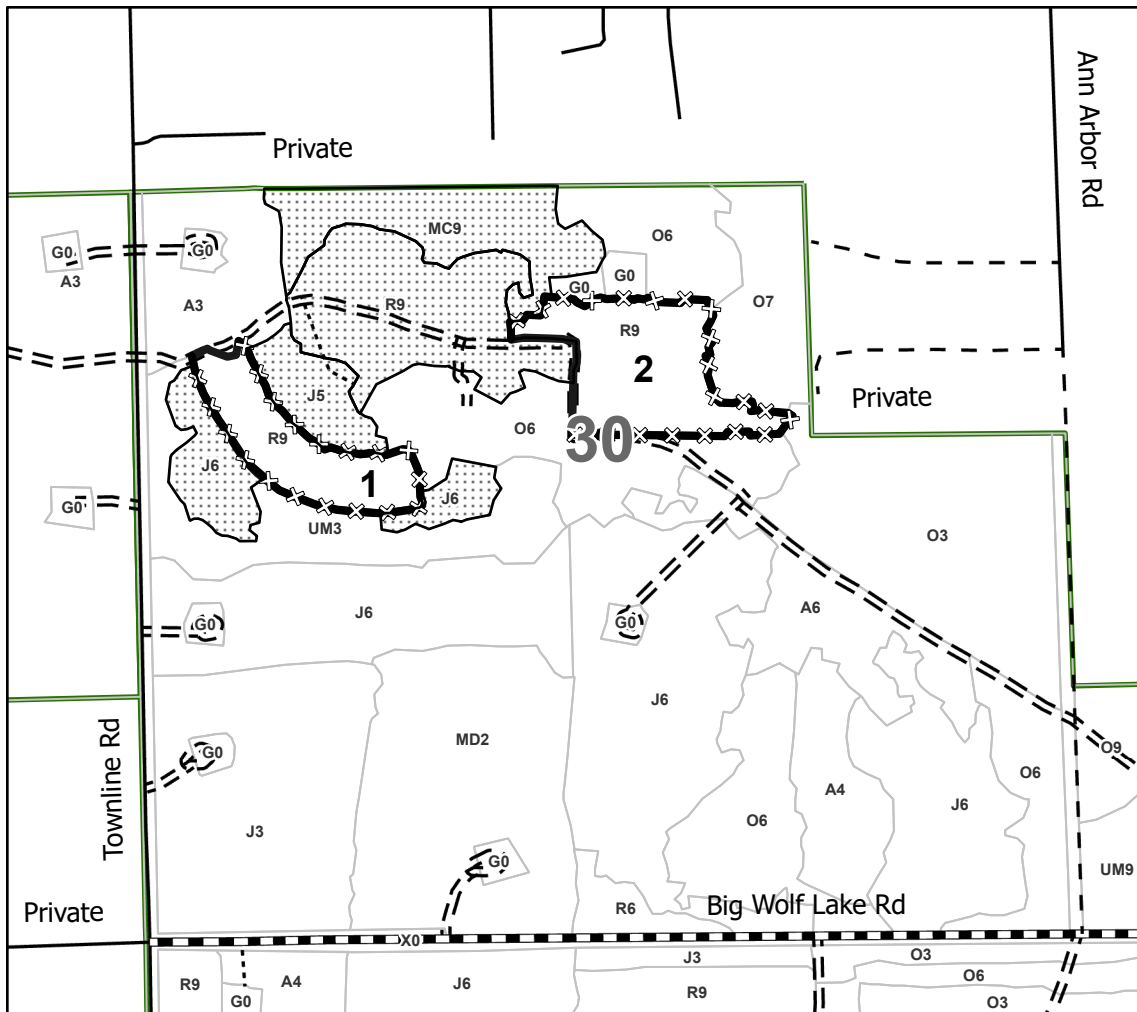 Ann Arbor Rd
Private
MC9
O6
G0
G0
A3
G0
G0
A3
R9
O7
R9
2
J5
Private
O6
30
R9
J6
1
J6
G0
UM3
O3
A6
J6
G0
G0
J6
MD2
G0
O9
Townline Rd
O6
A4
J6
O6
J3
G0
UM9
Private
R6
Big Wolf Lake Rd
X0
J3
O3
R9
A4
J6
O6
G0
R9
O3